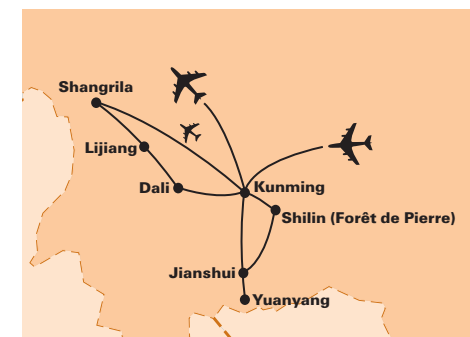 Shangrila
Lijiang
Dali
Kunming
Shilin (Forêt de Pierre)
Jianshui
Yuanyang